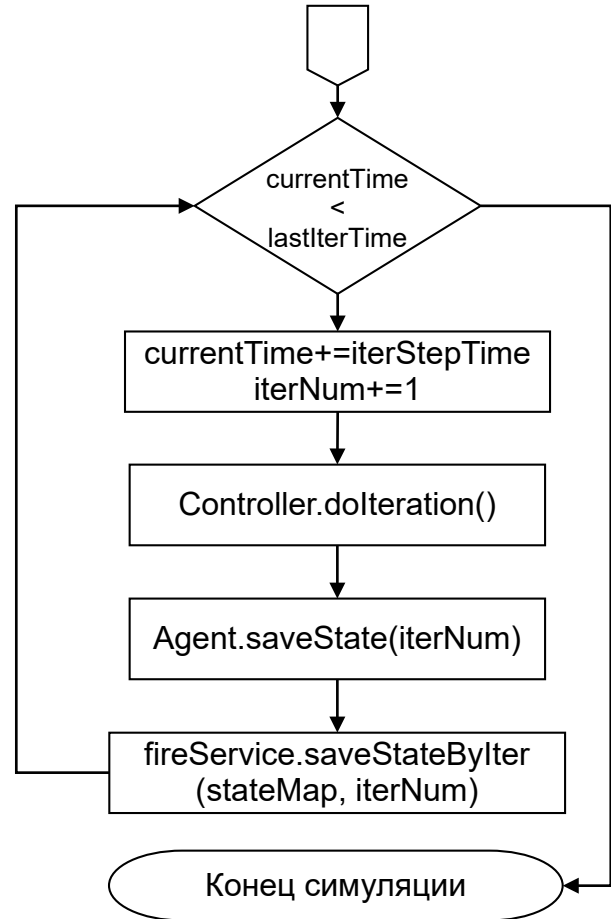 currentTime
<
lastIterTime
currentTime+=iterStepTime
iterNum+=1
Controller.doIteration()
Agent.saveState(iterNum)
fireService.saveStateByIter
(stateMap, iterNum)
Конец симуляции